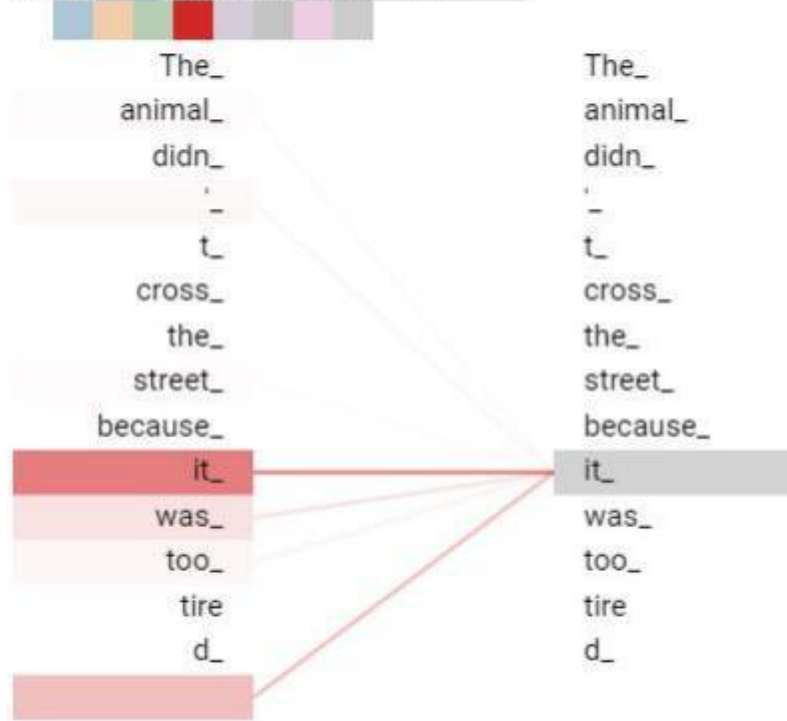 The_ The_
animal_ animal_
didn_ didn_
'_ '_
t_ t_
cross_ cross_
the_ the_
street_ street_
because_ because_
it_ it_
was_ was_
too_ too_
tire tire
d_ d_